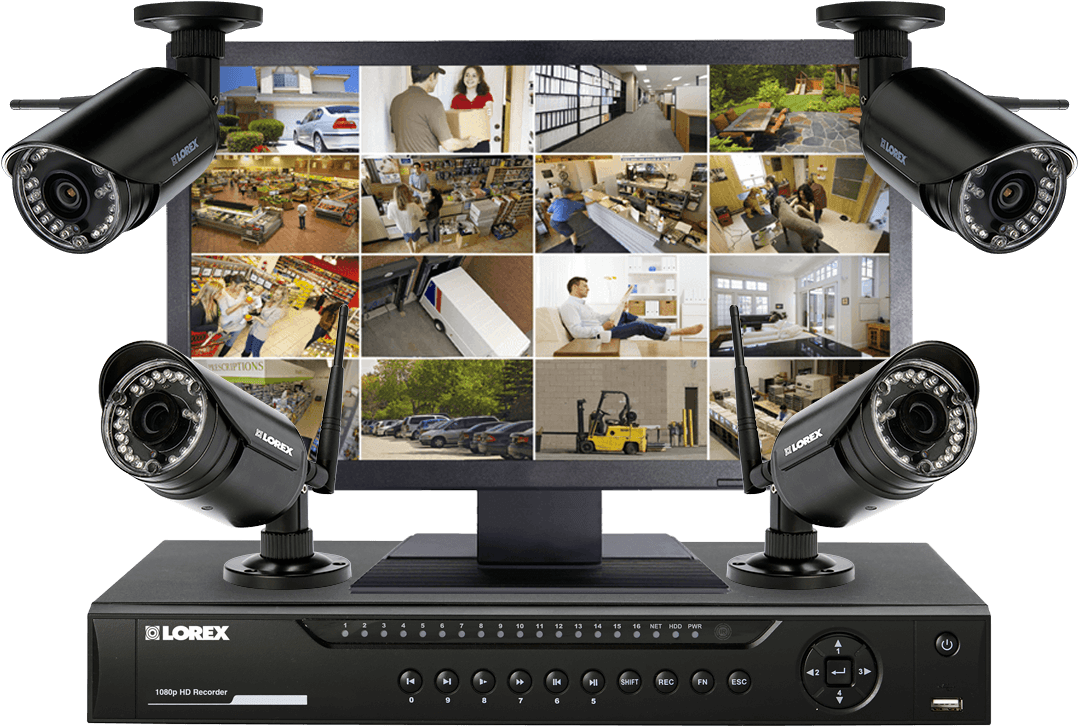 LOREX
LOREX
PRESCRIPTIONS
LOREX
LOREX
1 2 3 4 5 6 7 8 9 10 11 12 13 14 15 16 NET HDD PWR
LOREX
1
2 3
4
SHIFT REC FN ESC
1080p HD Recorder
0 9 8 7 6 5